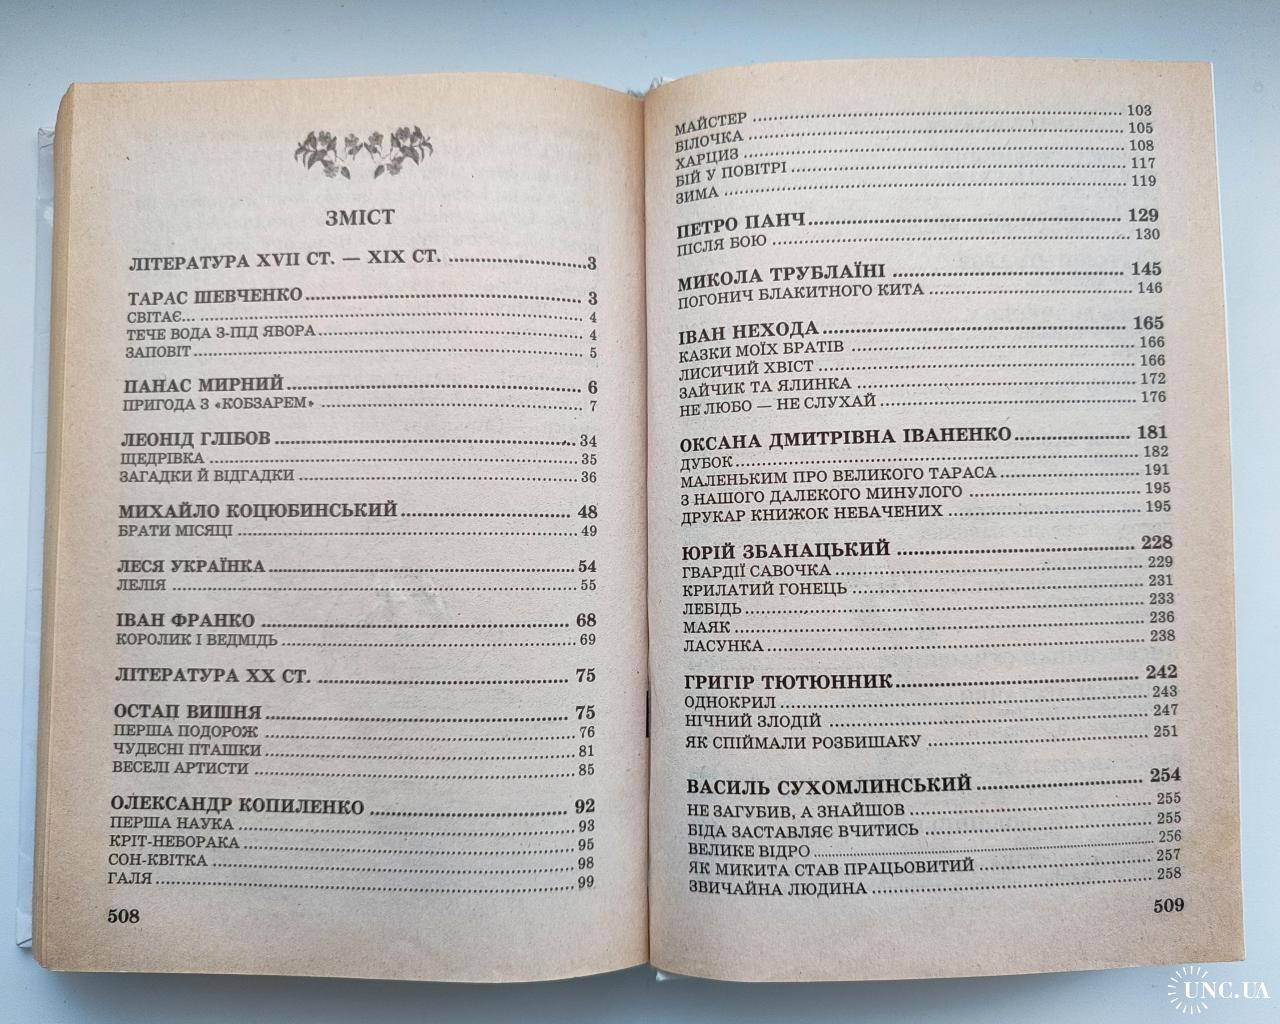 ЗМІСТ
ЛІТЕРАТУРА XVII СТ. — XIX СТ. ........................3
ТАРАС ШЕВЧЕНКО ........................ 3
СВІТАЄ... ........................ 4
ТЕЧЕ ВОДА З-ПІД ЯВОРА ........................ 4
ЗАПОВІТ ........................ 5
ПАНАС МИРНИЙ ........................ 6
ПРИГОДА З «КОБЗАРЕМ» ........................ 7
ЛЕОНІД ГЛІБОВ ........................ 34
ЩЕДРІВКА ........................ 35
ЗАГАДКИ Й ВІДГАДКИ ........................ 36
МИХАЙЛО КОЦЮБИНСЬКИЙ ........................ 48
БРАТИ МІСЯЦІ ........................ 49
ЛЕСЯ УКРАЇНКА ........................ 54
ЛЕЛІЯ ........................ 55
ІВАН ФРАНКО ........................ 68
КОРОЛИК І ВЕДМІДЬ ........................ 69
ЛІТЕРАТУРА XX СТ. ........................ 75
ОСТАП ВИШНЯ ........................ 75
ПЕРША ПОДОРОЖ ........................ 76
ЧУДЕСНІ ПТАШКИ ........................ 81
ВЕСЕЛІ АРТИСТИ ........................ 85
ОЛЕКСАНДР КОПИЛЕНКО ........................ 92
ПЕРША НАУКА ........................ 93
КРІТ-НЕБОРАКА ........................ 95
СОН-КВІТКА ........................ 98
ГАЛЯ ........................ 99
508
МАЙСТЕР ........................ 103
БІЛОЧКА ........................ 105
ХАРЦИЗ ........................ 108
БІЙ У ПОВІТРІ ........................ 117
ЗИМА ........................ 119
ПЕТРО ПАНЧ ........................ 129
ПІСЛЯ БОЮ ........................ 130
МИКОЛА ТРУБЛАЇНІ ........................ 145
ПОГОНИЧ БЛАКИТНОГО КИТА ........................ 146
ІВАН НЕХОДА ........................ 165
КАЗКИ МОЇХ БРАТІВ ........................ 166
ЛИСИЧИЙ ХВІСТ ........................ 166
ЗАЙЧИК ТА ЯЛИНКА ........................ 172
НЕ ЛЮБО — НЕ СЛУХАЙ ........................ 176
ОКСАНА ДМИТРІВНА ІВАНЕНКО ........................ 181
ДУБОК ........................ 182
МАЛЕНЬКИМ ПРО ВЕЛИКОГО ТАРАСА ........................ 191
З НАШОГО ДАЛЕКОГО МИНУЛОГО ........................ 195
ДРУКАР КНИЖОК НЕБАЧЕНИХ ........................ 195
ЮРІЙ ЗБАНАЦЬКИЙ ........................ 228
ГВАРДІЇ САВОЧКА ........................ 229
КРИЛАТИЙ ГОНЕЦЬ ........................ 231
ЛЕБІДЬ ........................ 233
МАЯК ........................ 236
ЛАСУНКА ........................ 238
ГРИГІР ТЮТЮННИК ........................ 242
ОДНОКРИЛ ........................ 243
НІЧНИЙ ЗЛОДІЙ ........................ 247
ЯК СПІЙМАЛИ РОЗБИШАКУ ........................ 251
ВАСИЛЬ СУХОМЛИНСЬКИЙ ........................ 254
НЕ ЗАГУБИВ, А ЗНАЙШОВ ........................ 255
БІДА ЗАСТАВЛЯЄ ВЧИТИСЬ ........................ 255
ВЕЛИКЕ ВІДРО ........................ 256
ЯК МИКИТА СТАВ ПРАЦЬОВИТИЙ ........................ 257
ЗВИЧАЙНА ЛЮДИНА ........................ 258
509
UNC.UA